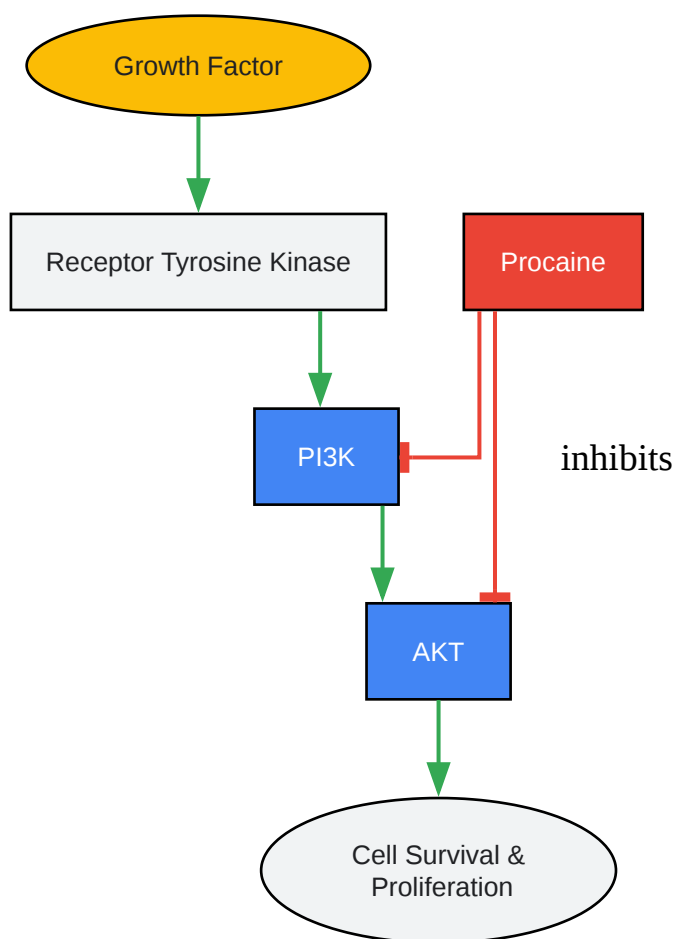 Growth Factor
Receptor Tyrosine Kinase
Procaine
PI3K
inhibits
AKT
Cell Survival &
Proliferation